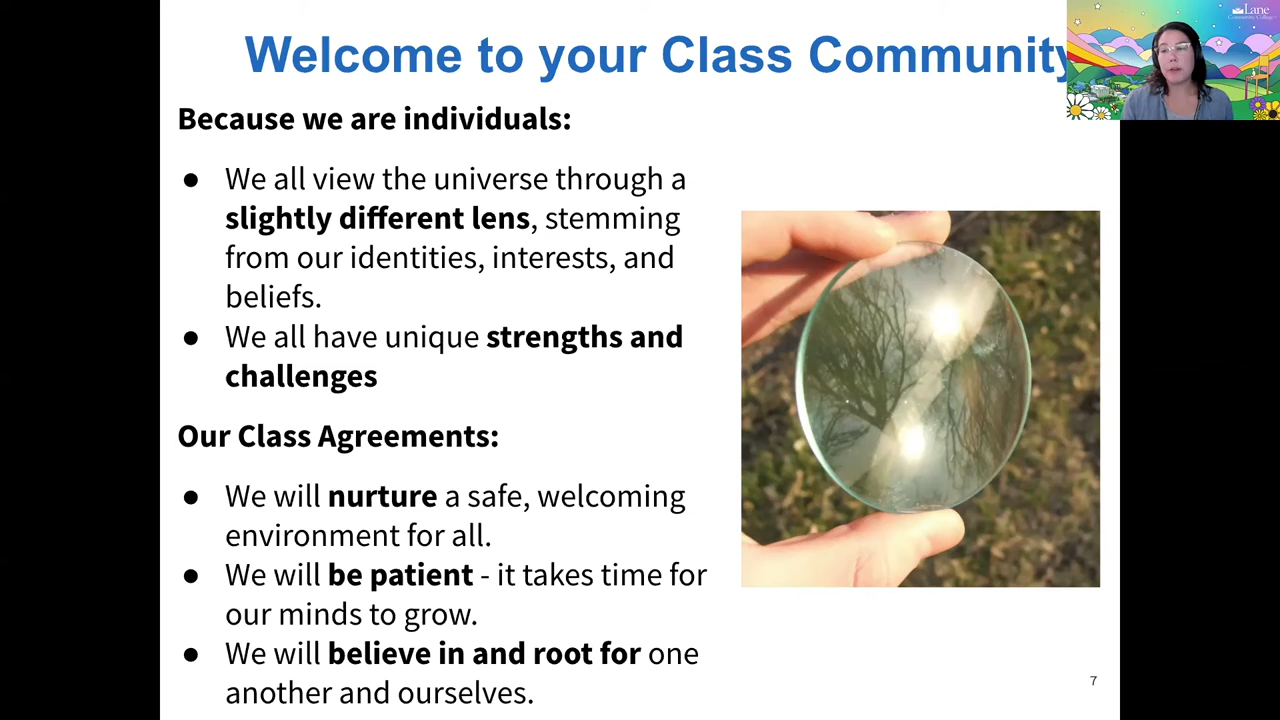 Welcome to your Class Community
Lane
Community College
Because we are individuals:
● We all view the universe through a
slightly different lens, stemming
from our identities, interests, and
beliefs.
● We all have unique strengths and
challenges
Our Class Agreements:
● We will nurture a safe, welcoming
environment for all.
● We will be patient - it takes time for
our minds to grow.
● We will believe in and root for one
another and ourselves.
7